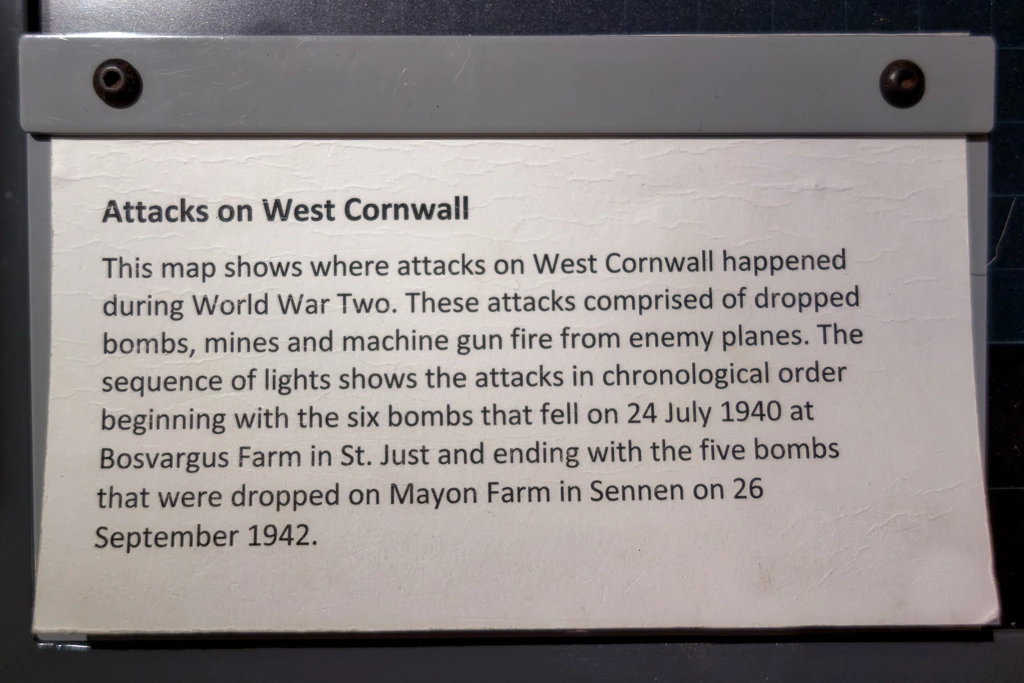 Attacks on West Cornwall
This map shows where attacks on West Cornwall happened
during World War Two. These attacks comprised of dropped
bombs, mines and machine gun fire from enemy planes. The
sequence of lights shows the attacks in chronological order
beginning with the six bombs that fell on 24 July 1940 at
Bosvargus Farm in St. Just and ending with the five bombs
that were dropped on Mayon Farm in Sennen on 26
September 1942.